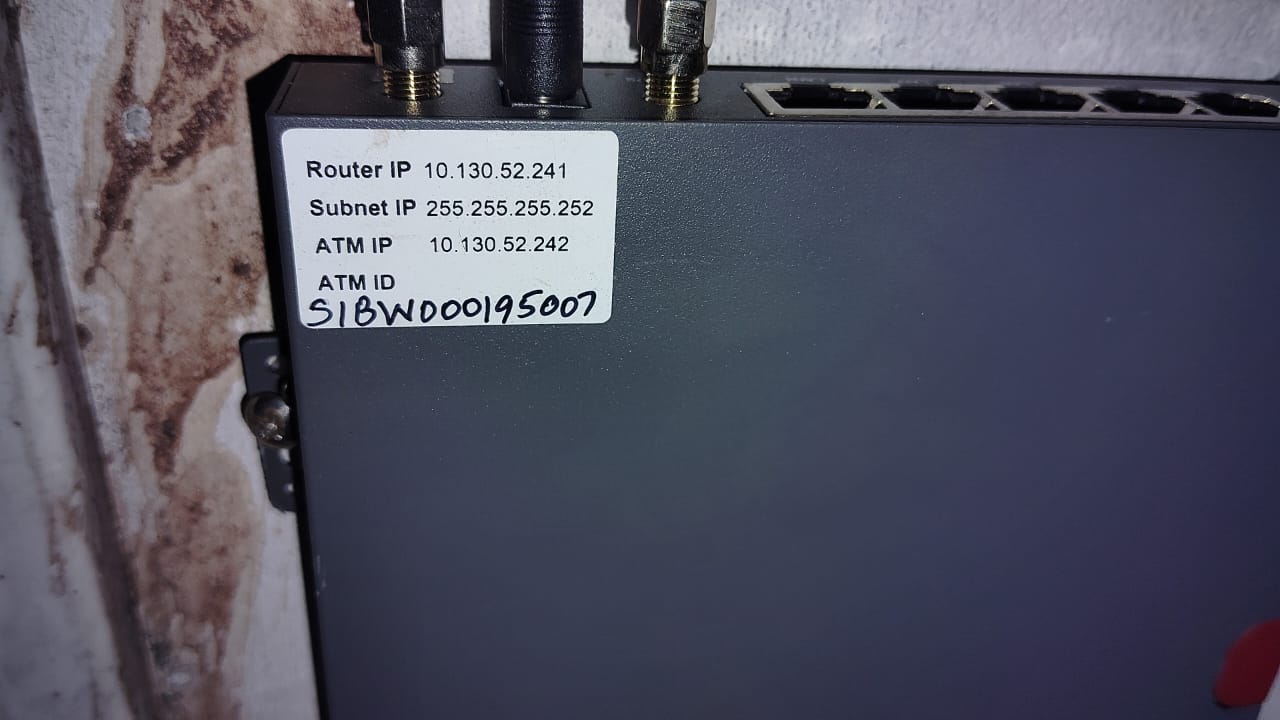 Router IP 10.130.52.241
Subnet IP 255.255.255.252
ATM IP 10.130.52.242
ATM ID
S1BW000195007